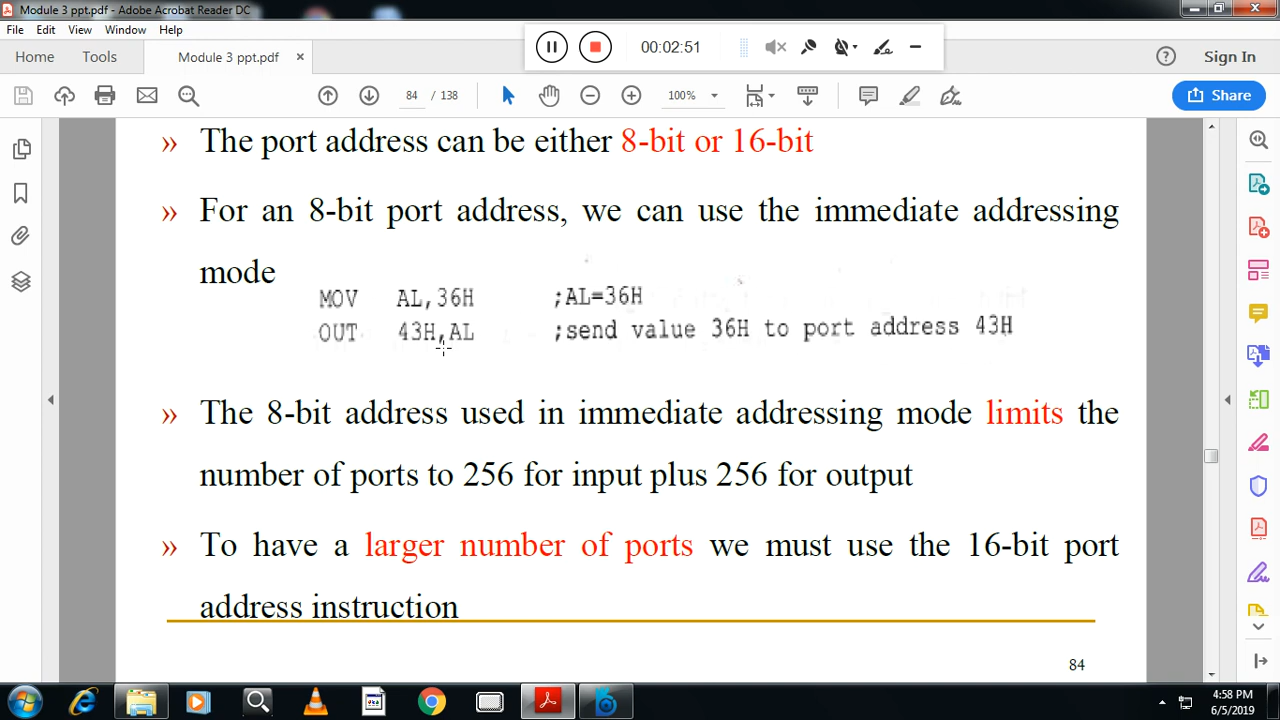 Module 3 ppt.pdf - Adobe Acrobat Reader DC
File Edit View Window Help
00:02:51
Home Tools Module 3 ppt.pdf × Sign In
84 / 138 100% Share
» The port address can be either 8-bit or 16-bit
» For an 8-bit port address, we can use the immediate addressing
mode
MOV AL,36H ;AL=36H
OUT 43H,AL ;send value 36H to port address 43H
» The 8-bit address used in immediate addressing mode limits the
number of ports to 256 for input plus 256 for output
» To have a larger number of ports we must use the 16-bit port
address instruction
84
4:58 PM
6/5/2019